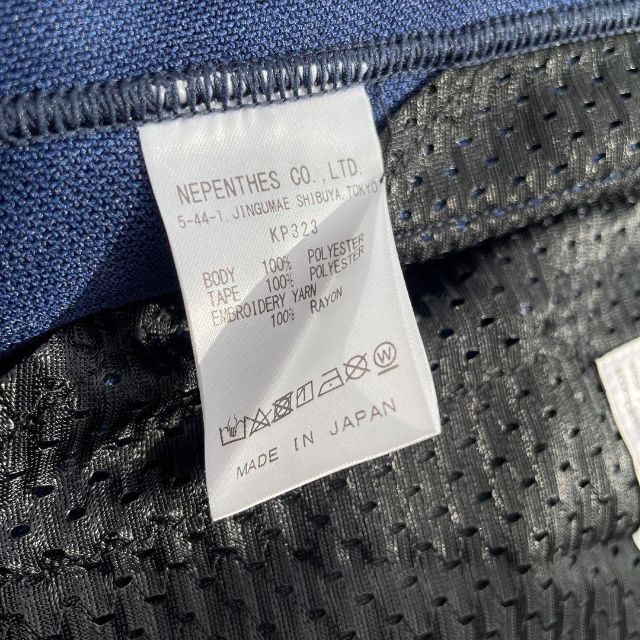 NEPENTHES CO. LTD.
5-44-1. JINGUMAE SHIBUYA TOKYO
KP323
BODY 100% POLYESTER
TAPE 100% POLYESTER
EMBROIDERY YARN
100% RAYON
MADE IN JAPAN